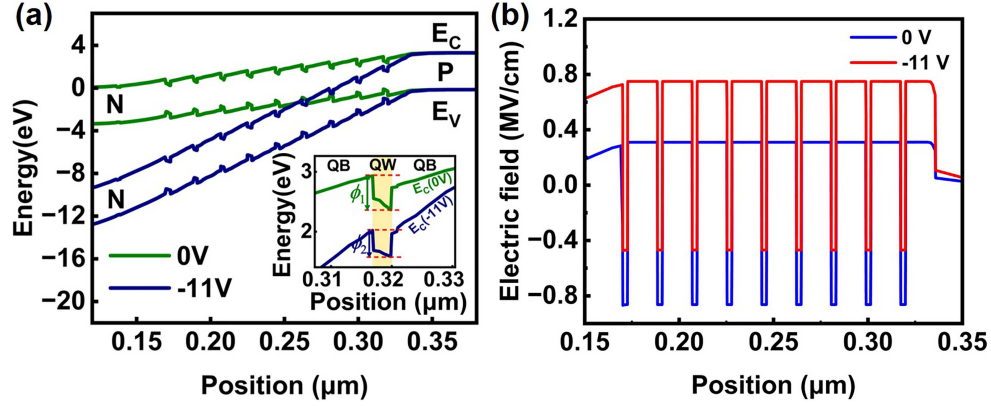 (a)
4
0
−4
−8
−12
−16
−20
Energy(eV)
E_C
P
E_V
N
N
0V
-11V
QB QW QB
3
2
Energy(eV)
ϕ₁
ϕ₂
E_C(0V)
E_C(-11V)
0.31 0.32 0.33
Position (μm)
0.15 0.20 0.25 0.30 0.35
Position (μm)
(b)
1.2
0.8
0.4
0.0
−0.4
−0.8
Electric field (MV/cm)
0 V
-11 V
0.15 0.20 0.25 0.30 0.35
Position (μm)